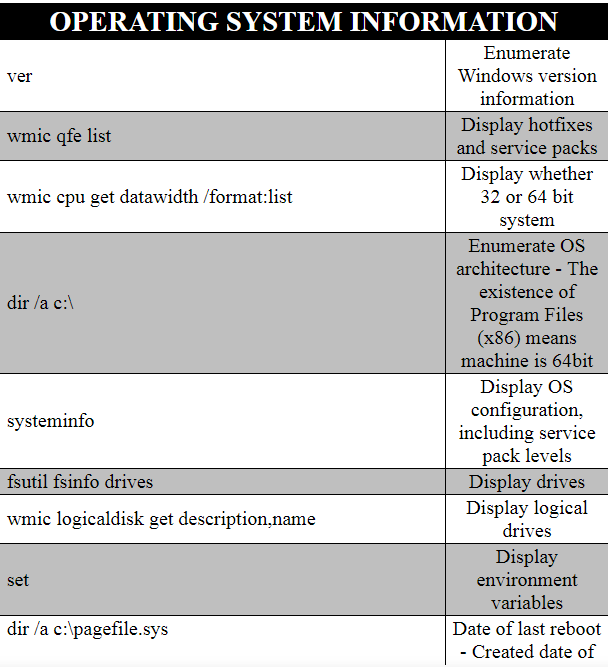 OPERATING SYSTEM INFORMATION
ver
Enumerate
Windows version
information
wmic qfe list
Display hotfixes
and service packs
wmic cpu get datawidth /format:list
Display whether
32 or 64 bit
system
dir /a c:\
Enumerate OS
architecture - The
existence of
Program Files
(x86) means
machine is 64bit
systeminfo
Display OS
configuration,
including service
pack levels
fsutil fsinfo drives
Display drives
wmic logicaldisk get description,name
Display logical
drives
set
Display
environment
variables
dir /a c:\pagefile.sys
Date of last reboot
- Created date of